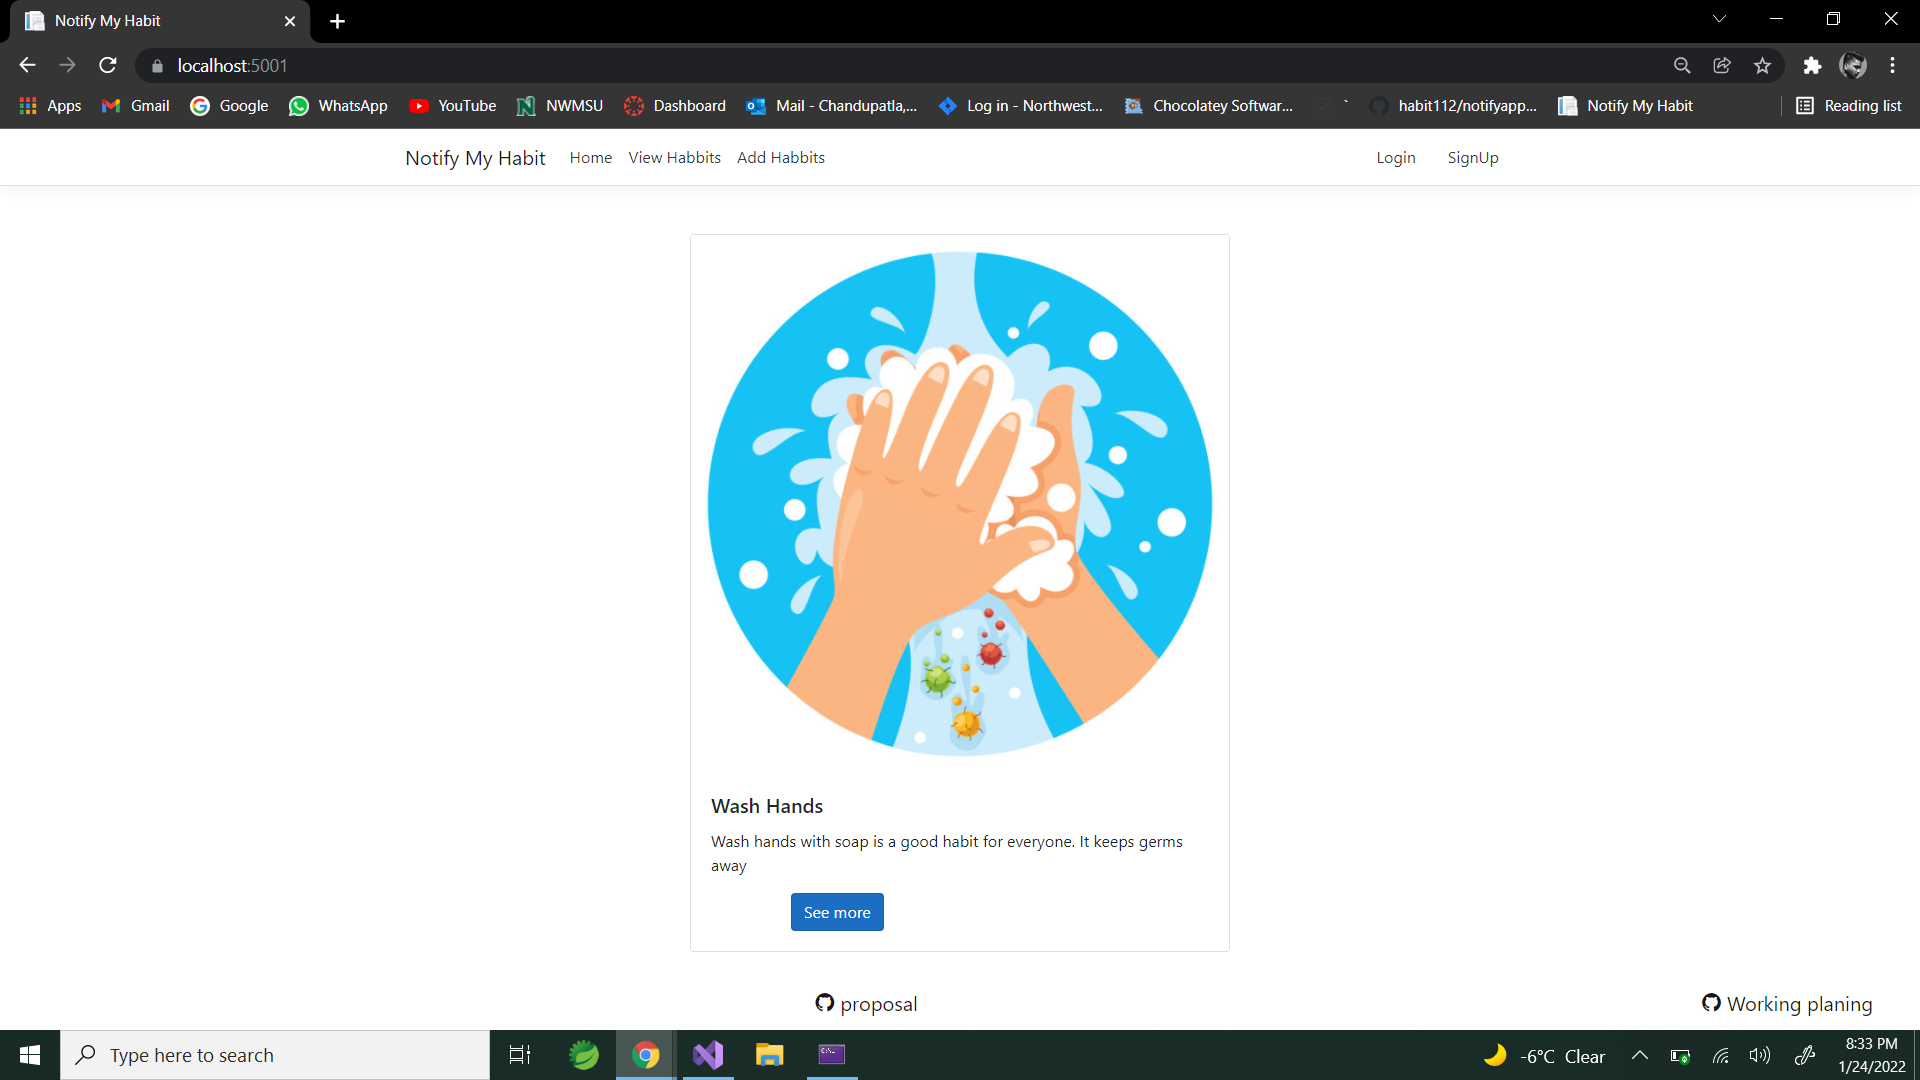 Notify My Habit
localhost:5001
Apps Gmail Google WhatsApp YouTube NWMSU Dashboard Mail - Chandupatla,... Log in - Northwest... Chocolatey Softwar... ` habit112/notifyapp... Notify My Habit Reading list
Notify My Habit Home View Habbits Add Habbits Login SignUp
Wash Hands
Wash hands with soap is a good habit for everyone. It keeps germs
away
See more
proposal Working planing
Type here to search
-6°C Clear
8:33 PM
1/24/2022